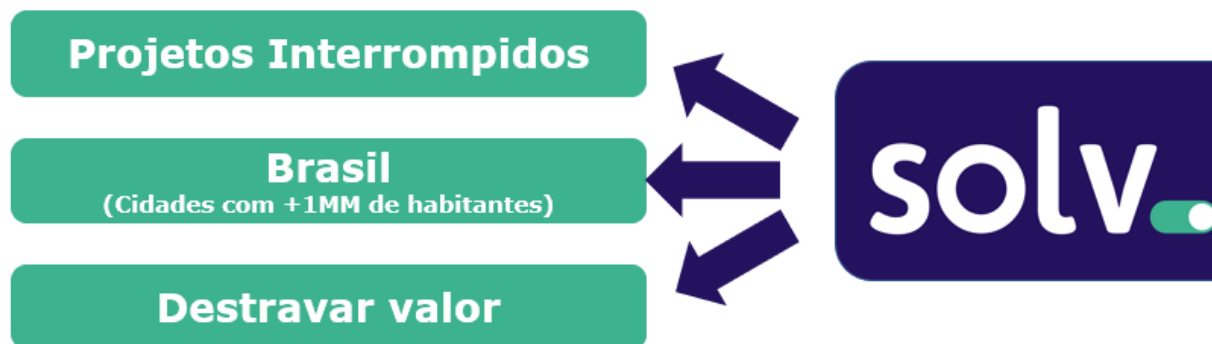 Projetos Interrompidos
Brasil
(Cidades com +1MM de habitantes)
Destravar valor
solv.